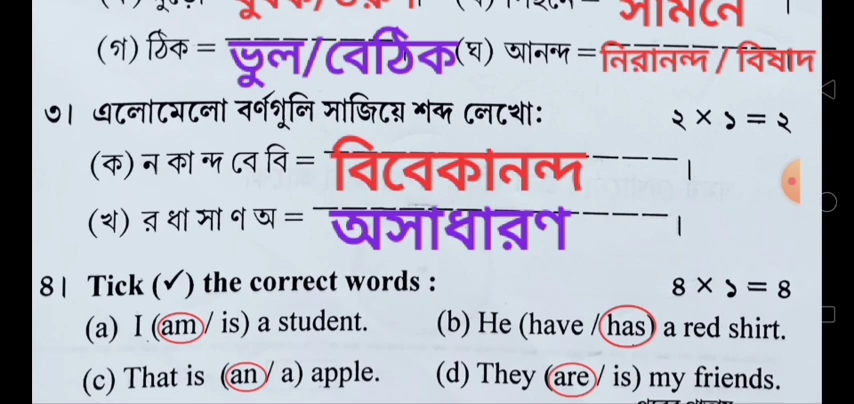 সামনে ।
(গ) ঠিক = ভুল/বেঠিক (ঘ) আনন্দ = নিরানন্দ / বিষাদ
৩। এলোমেলো বর্ণগুলি সাজিয়ে শব্দ লেখো: ২ × ১ = ২
(ক) ন কা ন্দ বে বি = বিবেকানন্দ ।
(খ) র ধা সা ণ অ = অসাধারণ ।
৪। Tick (✓) the correct words : ৪ × ১ = ৪
(a) I (am / is) a student. (b) He (have / has) a red shirt.
(c) That is (an / a) apple. (d) They (are / is) my friends.